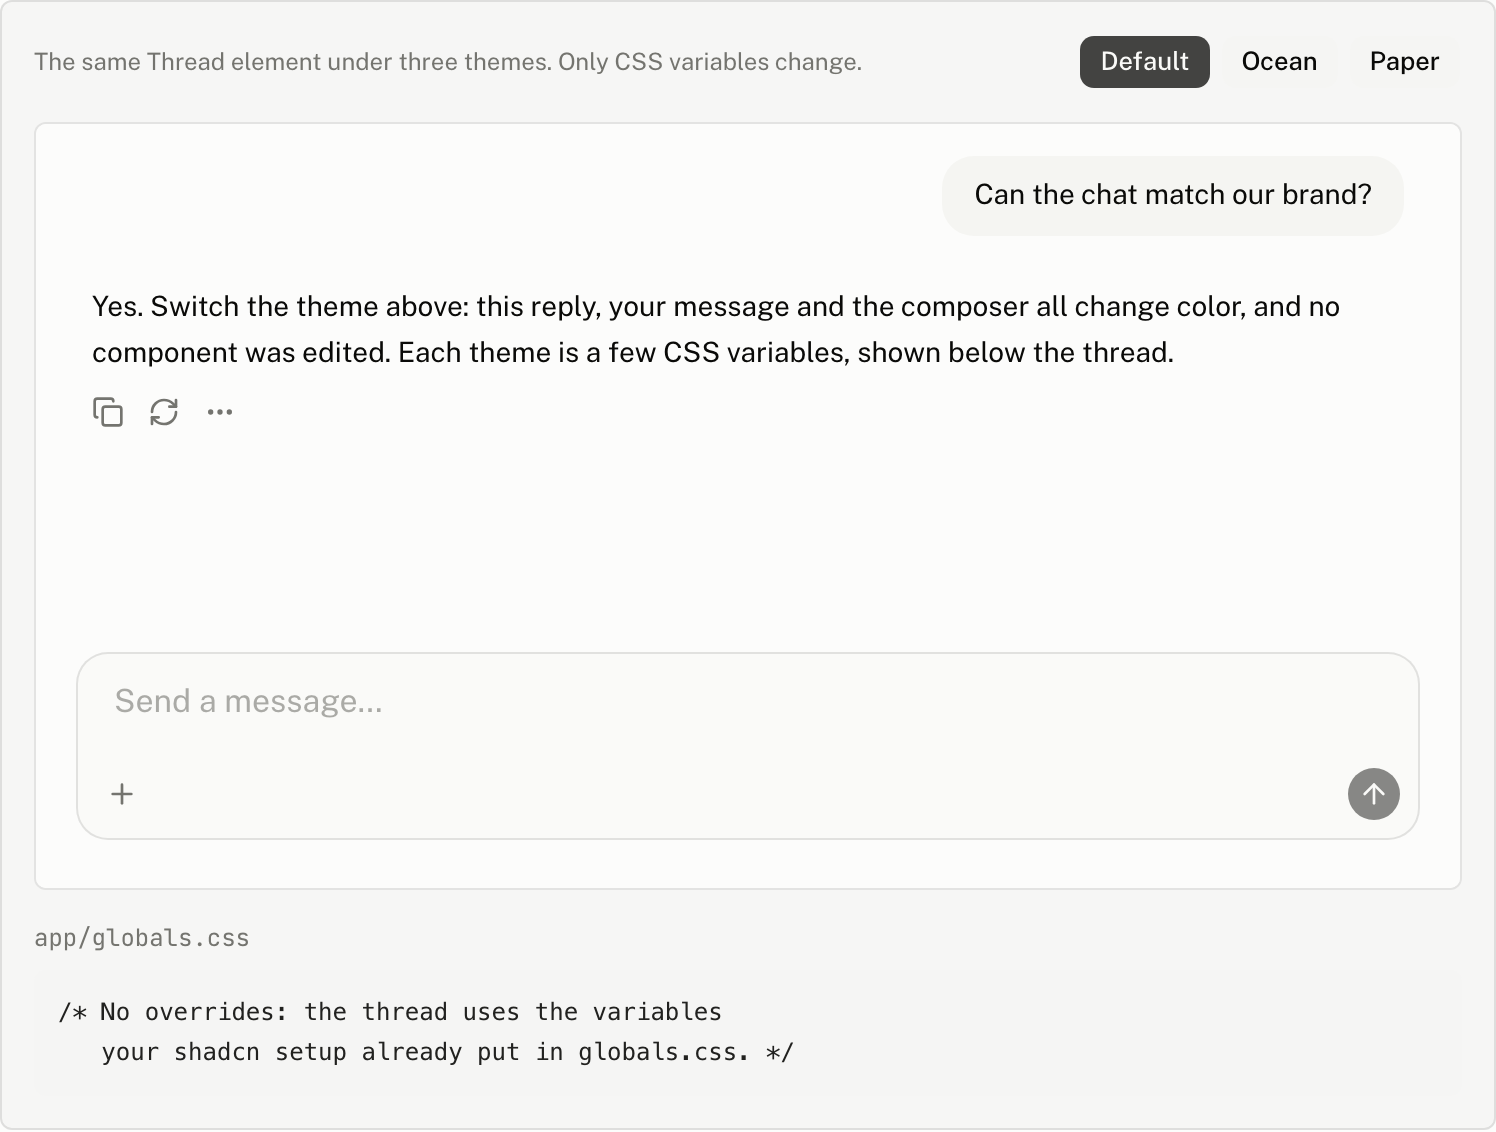 The same Thread element under three themes. Only CSS variables change.
Default
Ocean
Paper
Can the chat match our brand?
Yes. Switch the theme above: this reply, your message and the composer all change color, and no
component was edited. Each theme is a few CSS variables, shown below the thread.
Send a message...
app/globals.css
/* No overrides: the thread uses the variables
your shadcn setup already put in globals.css. */